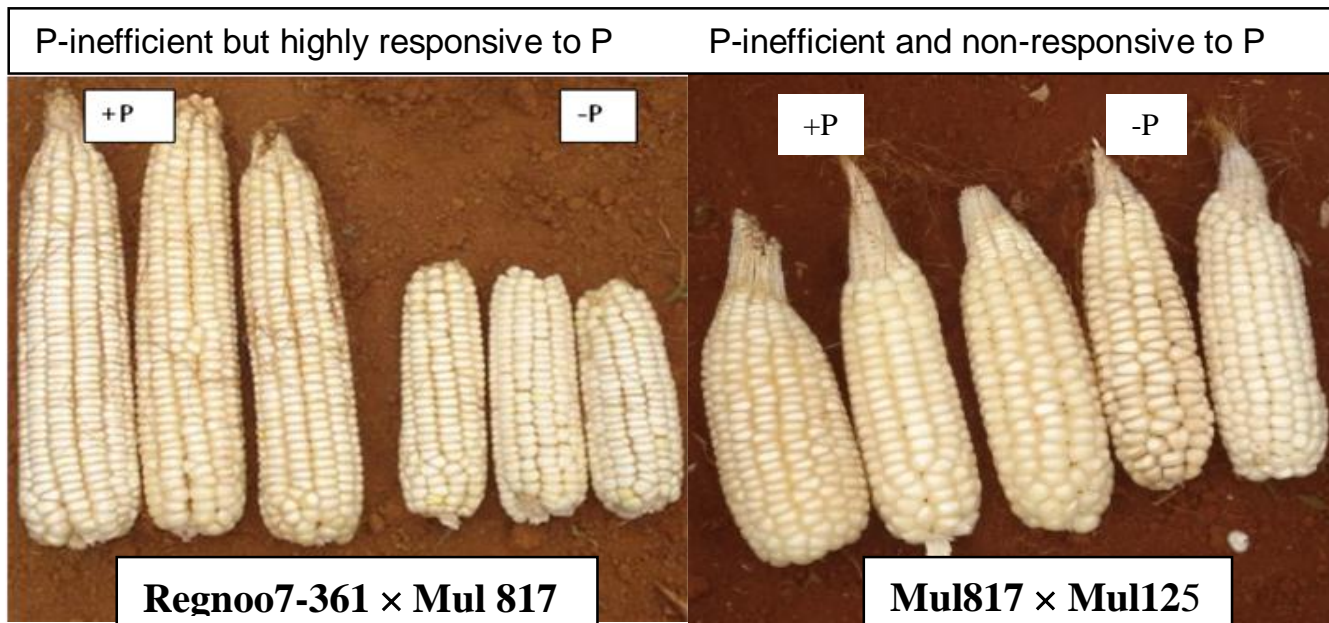 P-inefficient but highly responsive to P
P-inefficient and non-responsive to P
+P
-P
+P
-P
Regnoo7-361 × Mul 817
Mul817 × Mul125